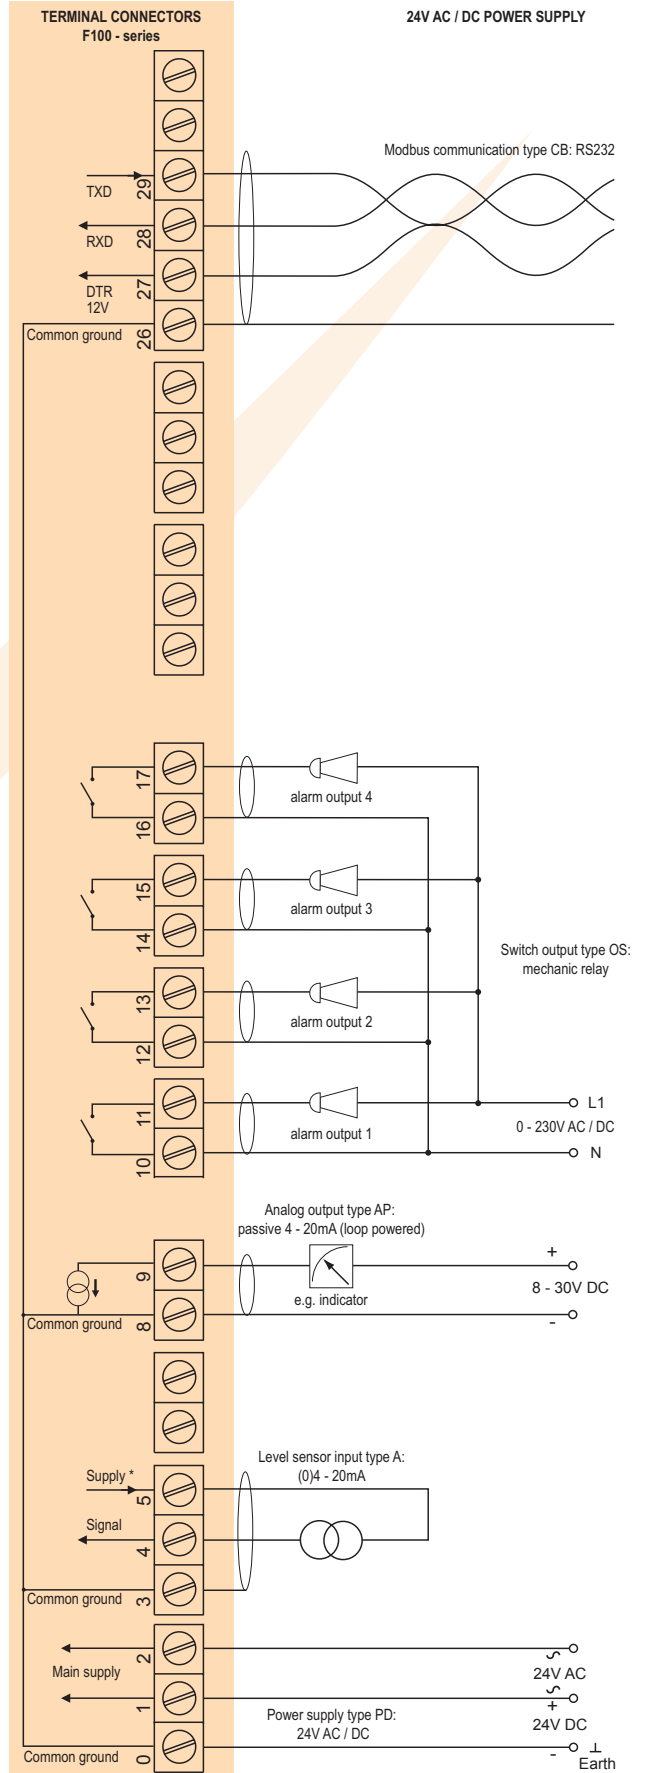 TERMINAL CONNECTORS
F100 - series
24V AC / DC POWER SUPPLY
Modbus communication type CB: RS232
29
TXD
28
RXD
27
DTR
12V
26
Common ground
17
alarm output 4
16
15
alarm output 3
14
Switch output type OS:
mechanic relay
13
alarm output 2
12
11
L1
0 - 230V AC / DC
alarm output 1
10
N
Analog output type AP:
passive 4 - 20mA (loop powered)
9
+
8 - 30V DC
e.g. indicator
Common ground
8
-
Level sensor input type A:
(0)4 - 20mA
Supply *
5
Signal
4
Common ground
3
2
Main supply
24V AC
1
+
Power supply type PD:
24V AC / DC
24V DC
Common ground
0
-
Earth